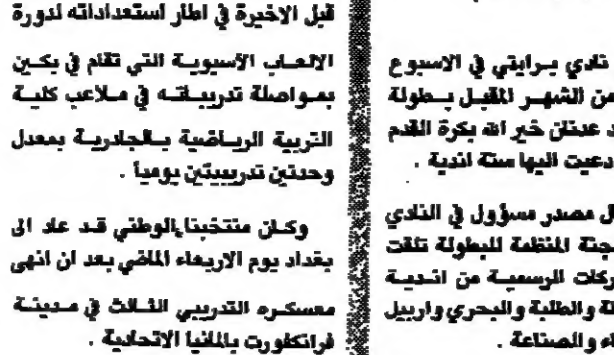 نادي برايتي في الاسبوع
من الشهر المقبل بطولة
عدنان خير الله بكرة القدم
دعيت اليها ستة اندية .
مصدر مسؤول في النادي
المنظمة للبطولة تلقت
الرسمية من اندية
والطلبة والبحري واربيل
والصناعة .
قبل الاخيرة في اطار استعداداته لدورة
الالعاب الآسيوية التي تقام في بكين
بمواصلة تدريباته في ملاعب كلية
التربية الرياضية بالجادرية بمعدل
وحدتين تدريبيتين يومياً .
وكان منتخبنا الوطني قد عاد الى
بغداد يوم الاربعاء الماضي بعد ان انهى
معسكره التدريبي الثالث في مدينة
فرانكفورت بالمانيا الاتحادية .